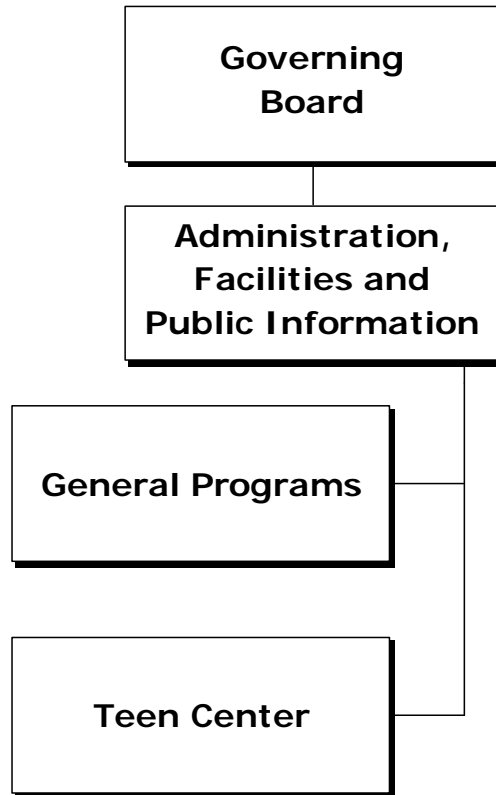 Governing
Board
Administration,
Facilities and
Public Information
General Programs
Teen Center